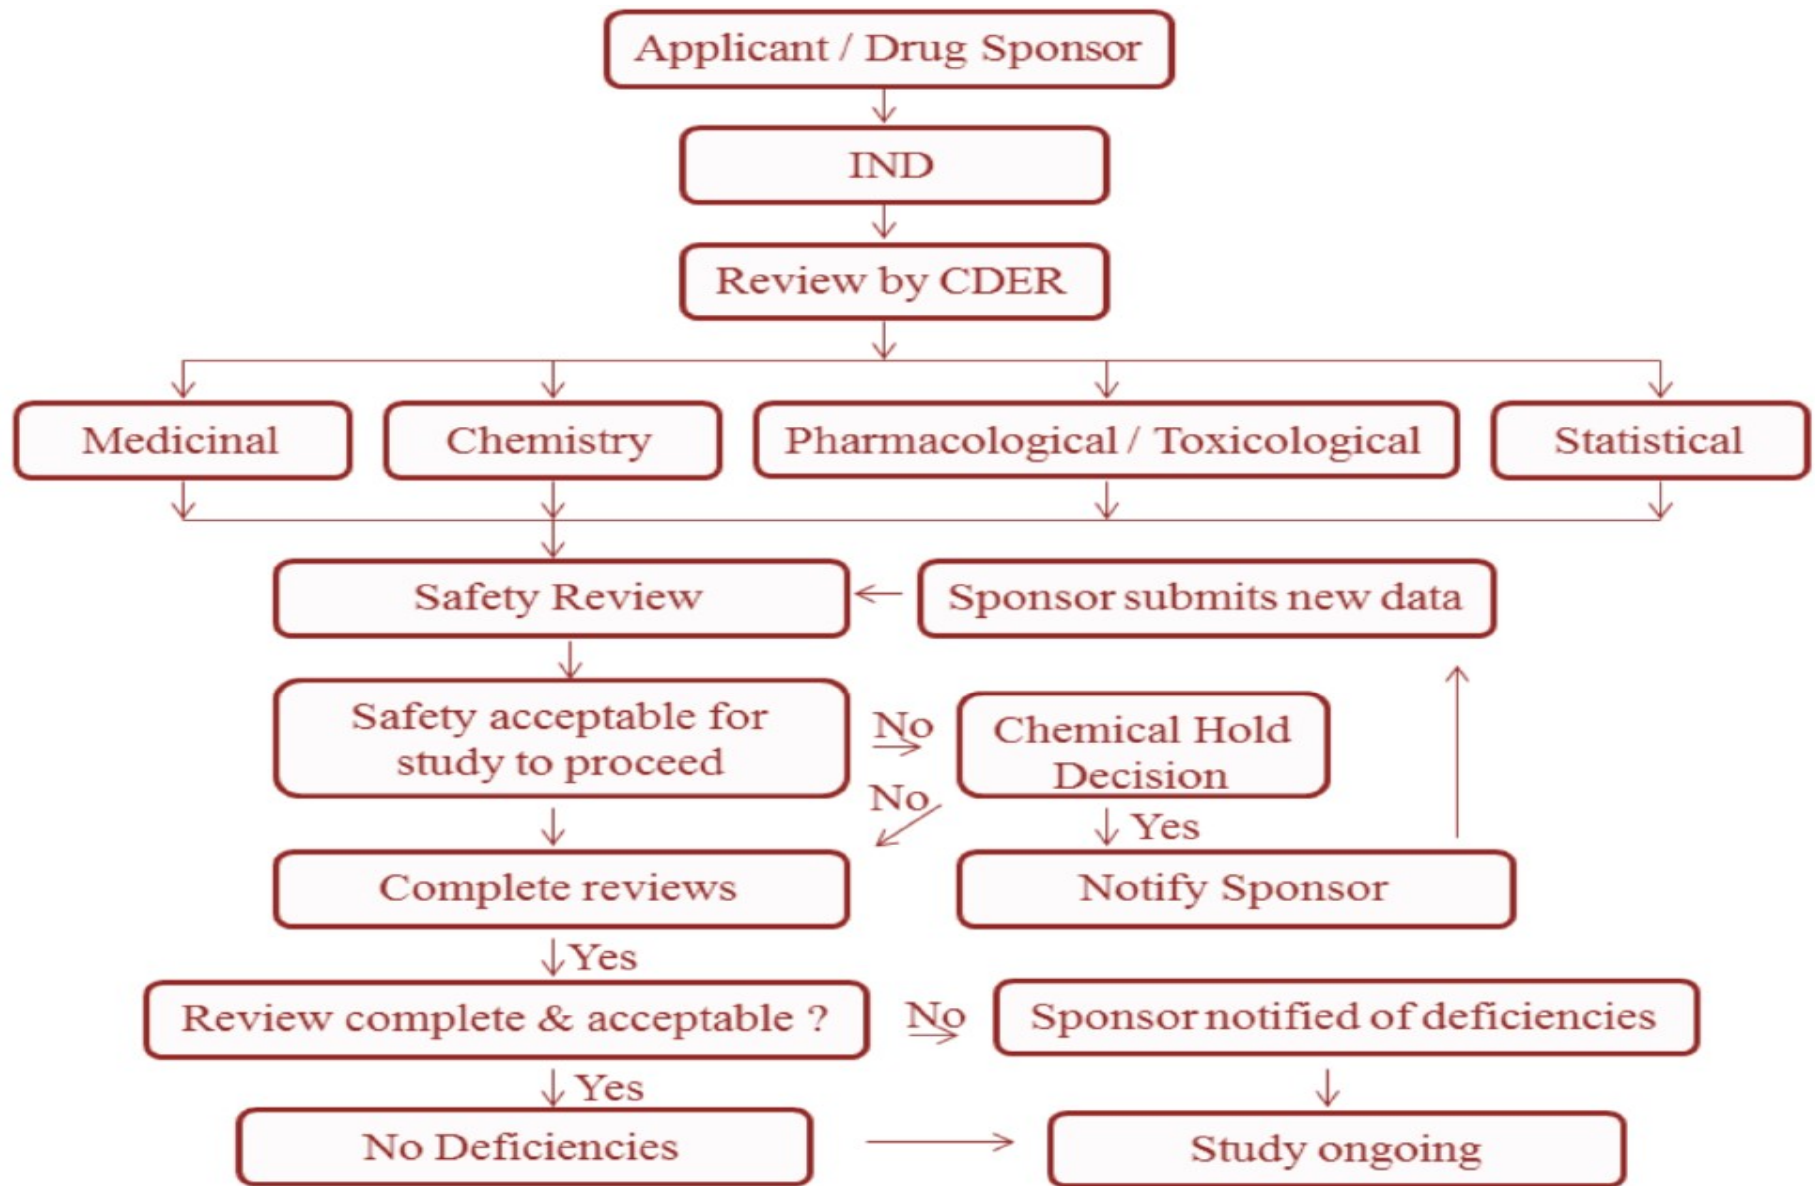 Applicant / Drug Sponsor
IND
Review by CDER
Medicinal
Chemistry
Pharmacological / Toxicological
Statistical
Safety Review
Sponsor submits new data
Safety acceptable for
study to proceed
No
Chemical Hold
Decision
No
Yes
Complete reviews
Notify Sponsor
Yes
Review complete & acceptable ?
No
Sponsor notified of deficiencies
Yes
No Deficiencies
Study ongoing